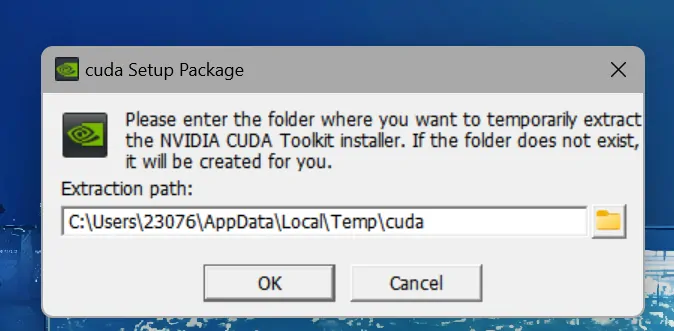 cuda Setup Package
Please enter the folder where you want to temporarily extract
the NVIDIA CUDA Toolkit installer. If the folder does not exist,
it will be created for you.
Extraction path:
C:\Users\23076\AppData\Local\Temp\cuda
OK
Cancel